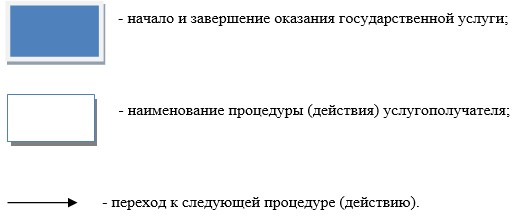 - начало и завершение оказания государственной услуги;
- наименование процедуры (действия) услугополучателя;
- переход к следующей процедуре (действию).